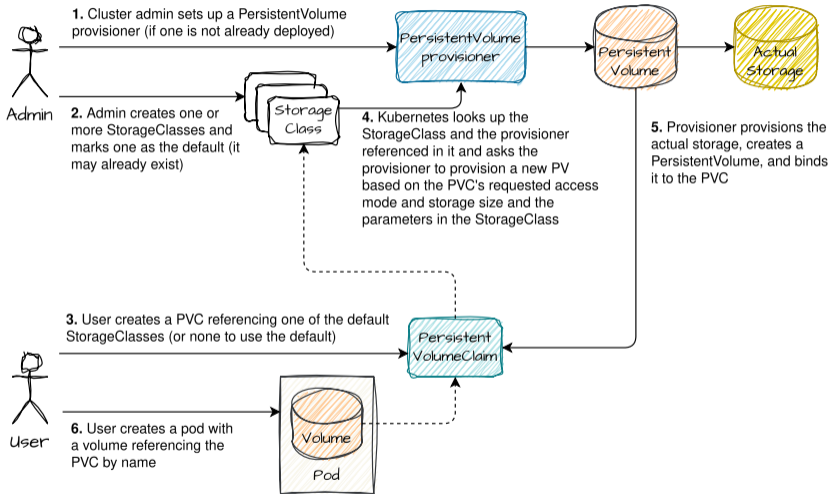 1. Cluster admin sets up a PersistentVolume
provisioner (if one is not already deployed)
Admin
PersistentVolume
provisioner
Persistent
Volume
Actual
Storage
2. Admin creates one or
more StorageClasses and
marks one as the default (it
may already exist)
Storage
Class
4. Kubernetes looks up the
StorageClass and the provisioner
referenced in it and asks the
provisioner to provision a new PV
based on the PVC's requested access
mode and storage size and the
parameters in the StorageClass
5. Provisioner provisions the
actual storage, creates a
PersistentVolume, and binds
it to the PVC
3. User creates a PVC referencing one of the default
StorageClasses (or none to use the default)
Persistent
VolumeClaim
User
6. User creates a pod with
a volume referencing the
PVC by name
Volume
Pod